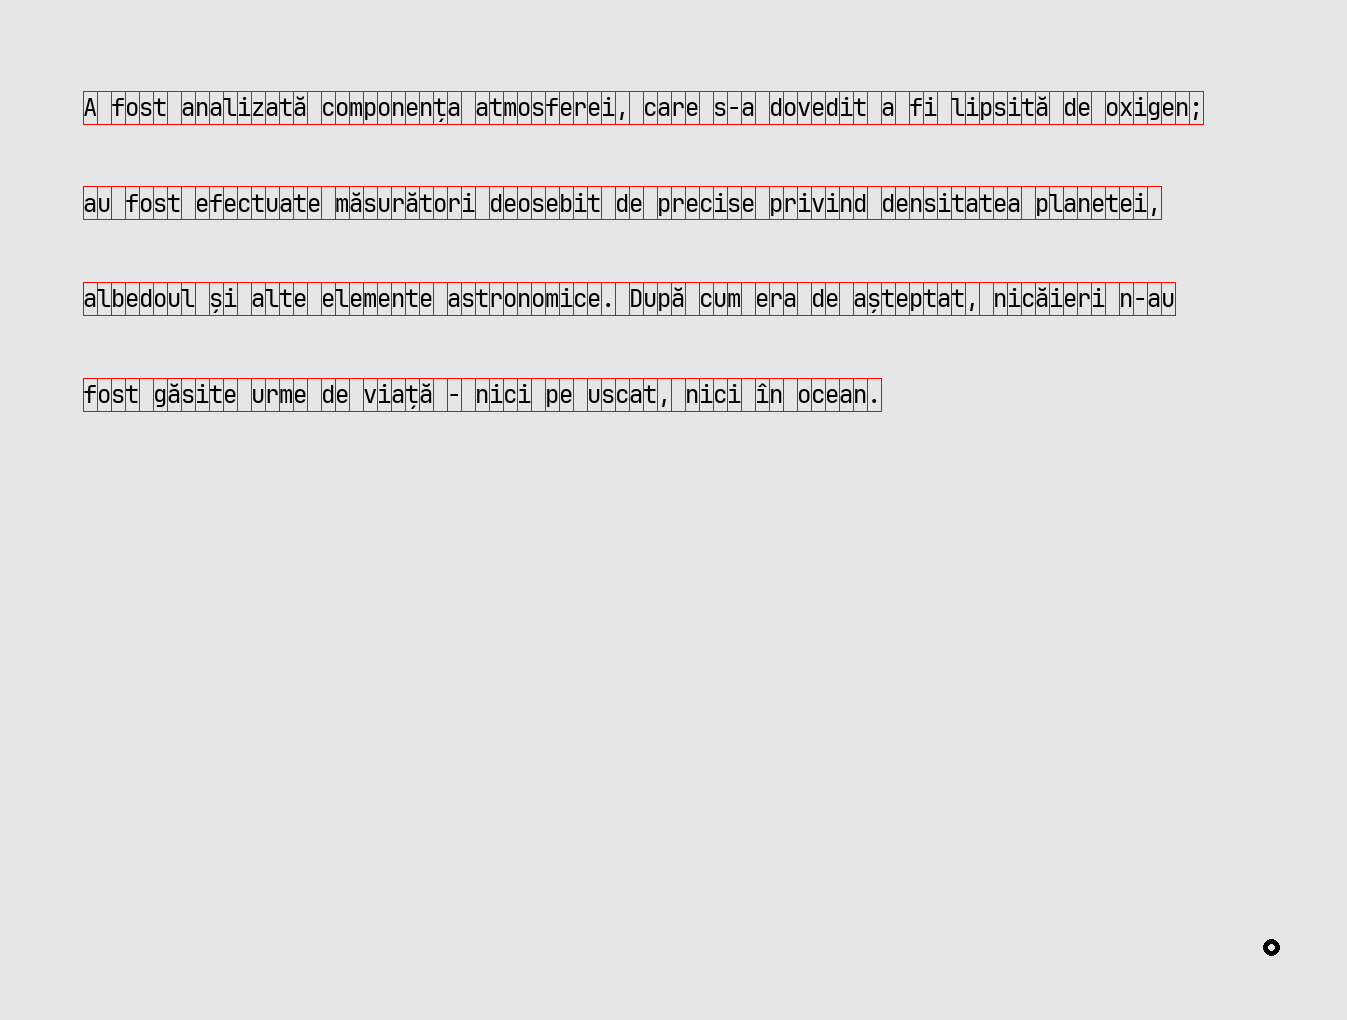 A fost analizată componența atmosferei, care s-a dovedit a fi lipsită de oxigen;
au fost efectuate măsurători deosebit de precise privind densitatea planetei,
albedoul și alte elemente astronomice. După cum era de așteptat, nicăieri n-au
fost găsite urme de viață - nici pe uscat, nici în ocean.